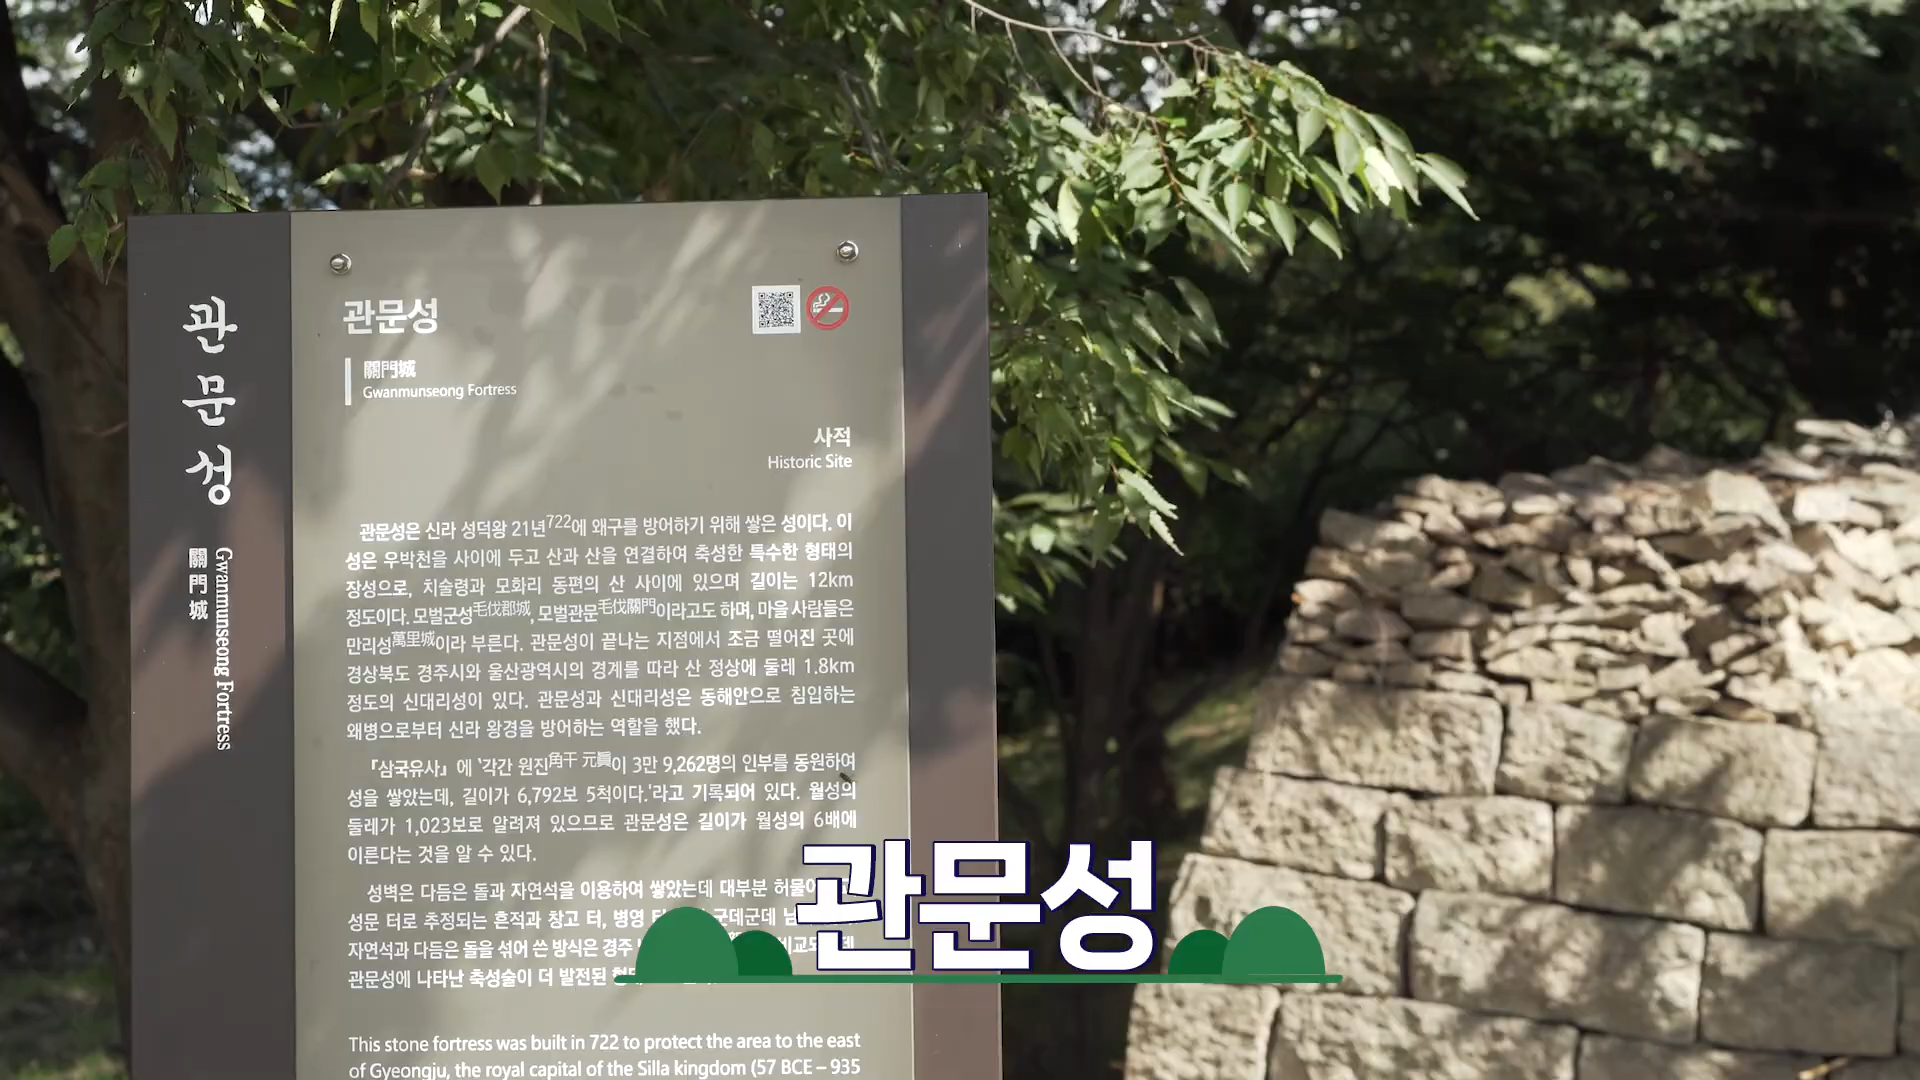 관문성
關門城
Gwanmunseong Fortress
관문성
關門城
Gwanmunseong Fortress
사적
Historic Site
관문성은 신라 성덕왕 21년722에 왜구를 방어하기 위해 쌓은 성이다. 이
성은 우박천을 사이에 두고 산과 산을 연결하여 축성한 특수한 형태의
장성으로, 치술령과 모화리 동편의 산 사이에 있으며 길이는 12km
정도이다. 모벌군성毛伐郡城, 모벌관문毛伐關門이라고도 하며, 마을 사람들은
만리성萬里城이라 부른다. 관문성이 끝나는 지점에서 조금 떨어진 곳에
경상북도 경주시와 울산광역시의 경계를 따라 산 정상에 둘레 1.8km
정도의 신대리성이 있다. 관문성과 신대리성은 동해안으로 침입하는
왜병으로부터 신라 왕경을 방어하는 역할을 했다.
『삼국유사』에 '각간 원진角干 元眞이 3만 9,262명의 인부를 동원하여
성을 쌓았는데, 길이가 6,792보 5척이다.'라고 기록되어 있다. 월성의
둘레가 1,023보로 알려져 있으므로 관문성은 길이가 월성의 6배에
이른다는 것을 알 수 있다.
성벽은 다듬은 돌과 자연석을 이용하여 쌓았는데 대부분
성문 터로 추정되는 흔적과 창고 터, 병영 군데군데
자연석과 다듬은 돌을 섞어 쓴 방식은 경주
관문성에 나타난 축성술이 더 발전된
관문성
This stone fortress was built in 722 to protect the area to the east
of Gyeongju, the royal capital of the Silla kingdom (57 BCE – 935